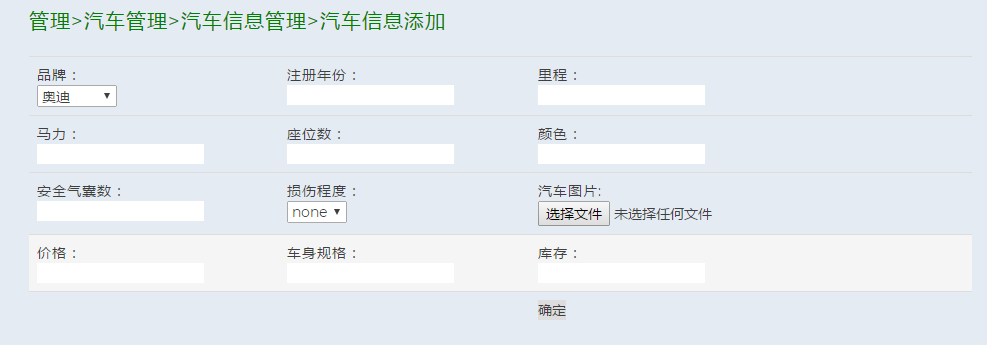 管理>汽车管理>汽车信息管理>汽车信息添加
品牌： 注册年份： 里程：
奥迪
马力： 座位数： 颜色：
安全气囊数： 损伤程度： 汽车图片:
none 选择文件 未选择任何文件
价格： 车身规格： 库存：
确定